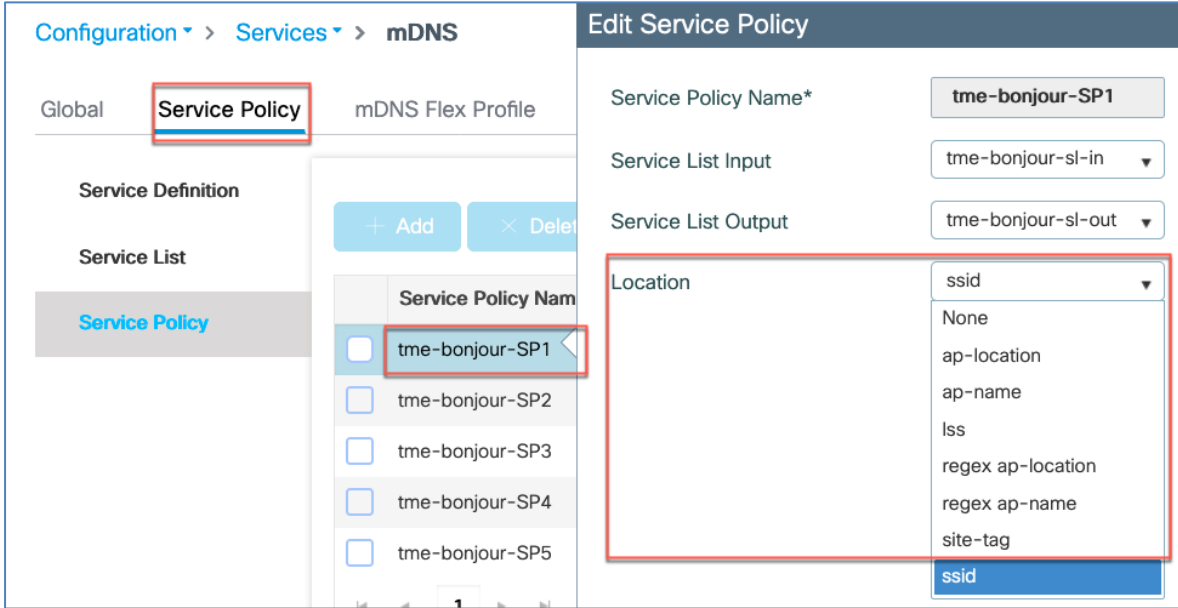 Configuration > Services > mDNS
Global Service Policy mDNS Flex Profile
Service Definition
Service List
Service Policy
+ Add × Delet
Service Policy Nam
tme-bonjour-SP1
tme-bonjour-SP2
tme-bonjour-SP3
tme-bonjour-SP4
tme-bonjour-SP5
1
Edit Service Policy
Service Policy Name* tme-bonjour-SP1
Service List Input tme-bonjour-sl-in
Service List Output tme-bonjour-sl-out
Location ssid
None
ap-location
ap-name
lss
regex ap-location
regex ap-name
site-tag
ssid